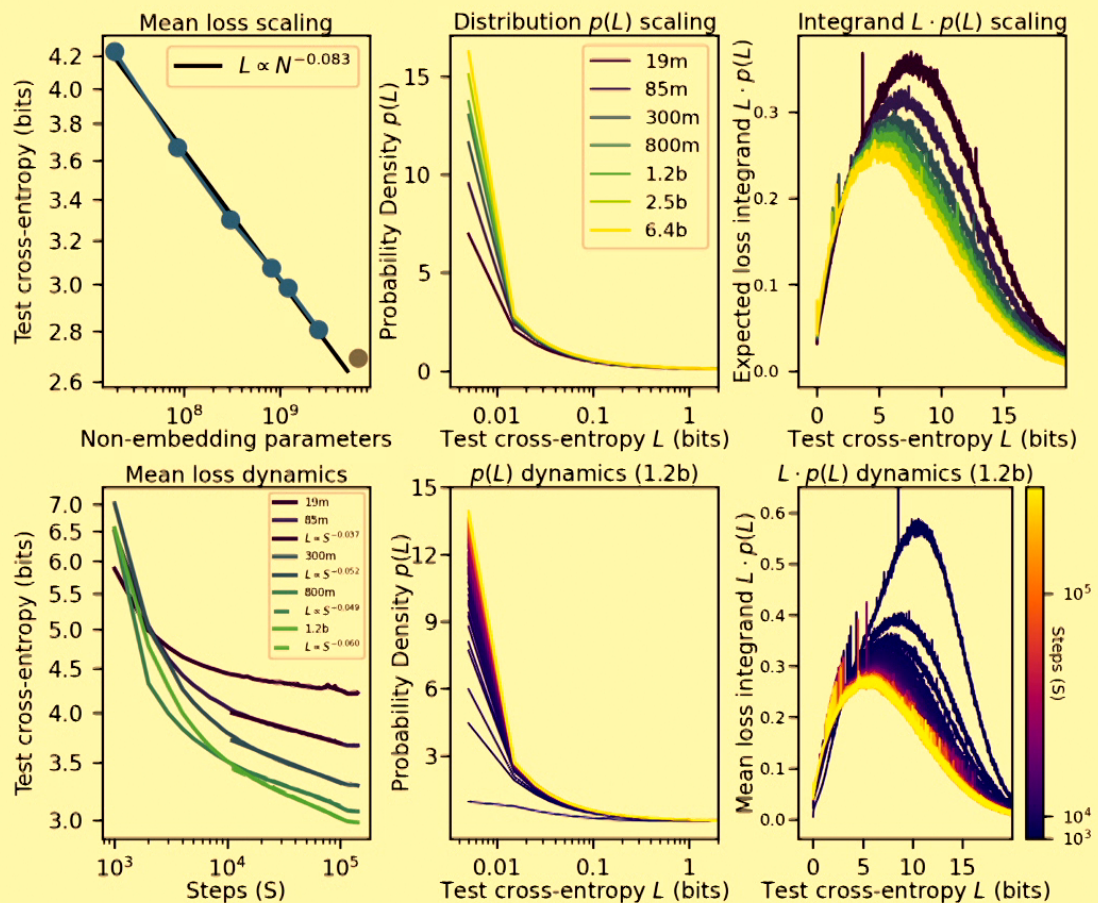 Mean loss scaling
Test cross-entropy (bits)
4.2
4.0
3.8
3.6
3.4
3.2
3.0
2.8
2.6
L ∝ N^−0.083
10^8
10^9
Non-embedding parameters
Distribution p(L) scaling
Probability Density p(L)
15
10
5
0
19m
85m
300m
800m
1.2b
2.5b
6.4b
0.01
0.1
1
Test cross-entropy L (bits)
Integrand L · p(L) scaling
Expected loss integrand L · p(L)
0.3
0.2
0.1
0.0
0
5
10
15
Test cross-entropy L (bits)
Mean loss dynamics
Test cross-entropy (bits)
7.0
6.5
6.0
5.5
5.0
4.5
4.0
3.5
3.0
19m
85m
L ∝ S^−0.037
300m
L ∝ S^−0.052
800m
L ∝ S^−0.049
1.2b
L ∝ S^−0.060
10^3
10^4
10^5
Steps (S)
p(L) dynamics (1.2b)
Probability Density p(L)
15
12
9
6
3
0.01
0.1
1
Test cross-entropy L (bits)
L · p(L) dynamics (1.2b)
Mean loss integrand L · p(L)
0.6
0.5
0.4
0.3
0.2
0.1
0.0
0
5
10
15
Test cross-entropy L (bits)
10^5
10^4
10^3
Steps (S)